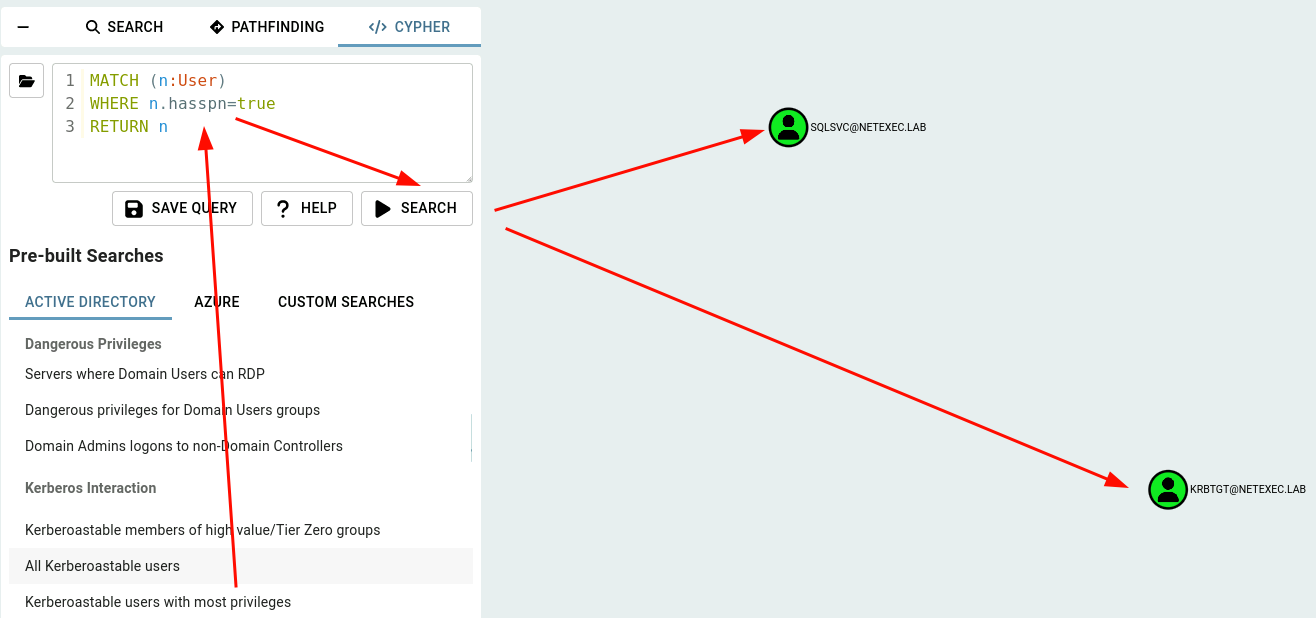 SEARCH PATHFINDING </> CYPHER
1 MATCH (n:User)
2 WHERE n.hasspn=true
3 RETURN n
SAVE QUERY ? HELP SEARCH
Pre-built Searches
ACTIVE DIRECTORY AZURE CUSTOM SEARCHES
Dangerous Privileges
Servers where Domain Users can RDP
Dangerous privileges for Domain Users groups
Domain Admins logons to non-Domain Controllers
Kerberos Interaction
Kerberoastable members of high value/Tier Zero groups
All Kerberoastable users
Kerberoastable users with most privileges
SQLSVC@NETEXEC.LAB
KRBTGT@NETEXEC.LAB